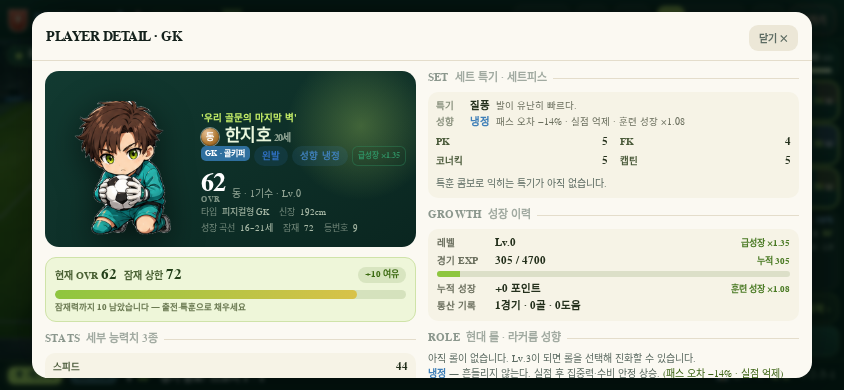 PLAYER DETAIL · GK
닫기 ✕
'우리 골문의 마지막 벽'
동 한지호 20세
GK · 골키퍼 왼발 성향 냉정 급성장 ×1.35
62 동 · 1기수 · Lv.0
OVR
타입 피지컬형 GK 신장 192cm
성장 곡선 16~21세 잠재 72 등번호 9
현재 OVR 62 잠재 상한 72 +10 여유
잠재력까지 10 남았습니다 — 출전·특훈으로 채우세요
STATS 세부 능력치 3종
스피드 44
SET 세트 특기 · 세트피스
특기 질풍 발이 유난히 빠르다.
성향 냉정 패스 오차 −14% · 실점 억제 · 훈련 성장 ×1.08
PK 5 FK 4
코너킥 5 캡틴 5
특훈 콤보로 익히는 특기가 아직 없습니다.
GROWTH 성장 이력
레벨 Lv.0 급성장 ×1.35
경기 EXP 305 / 4700 누적 305
누적 성장 +0 포인트 훈련 성장 ×1.08
통산 기록 1경기 · 0골 · 0도움
ROLE 현대 롤 · 라커룸 성향
아직 롤이 없습니다. Lv.3이 되면 롤을 선택해 진화할 수 있습니다.
냉정 — 흔들리지 않는다. 실점 후 집중력·수비 안정 상승. (패스 오차 −14% · 실점 억제)